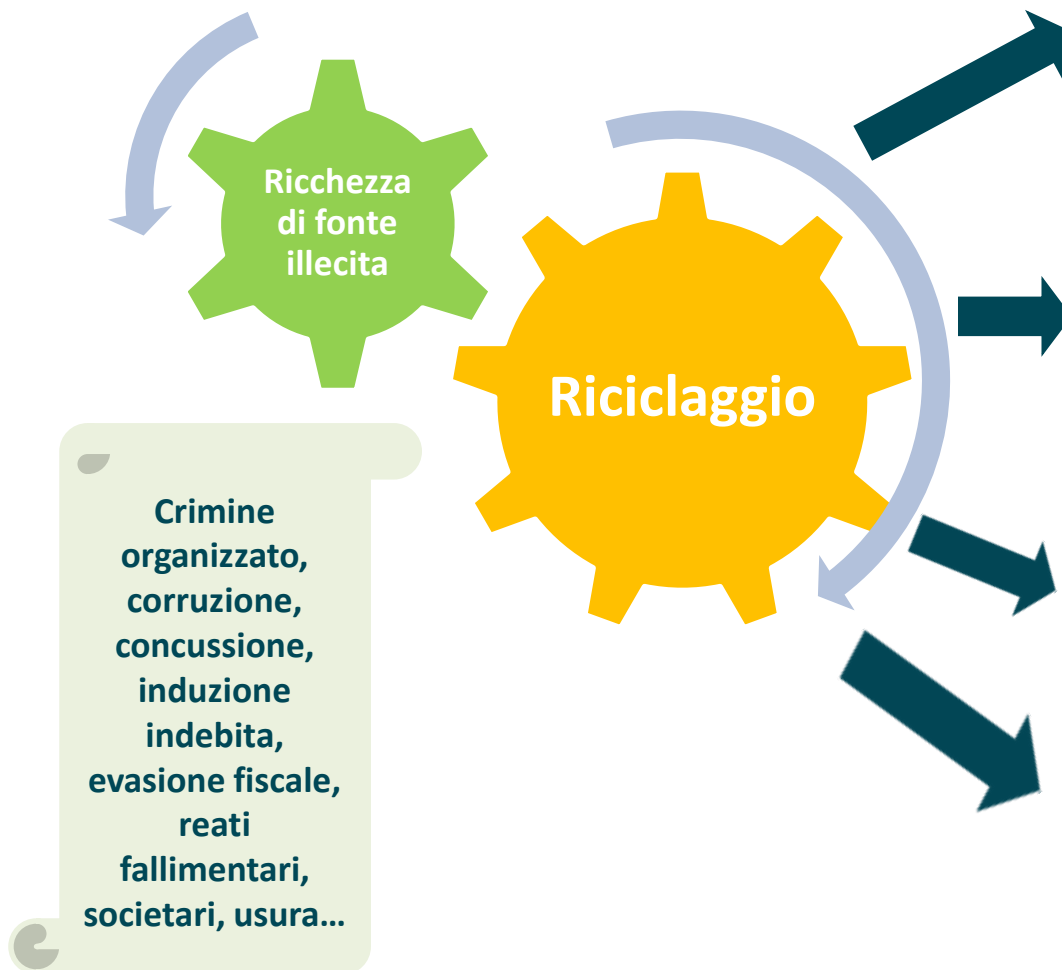 Ricchezza
di fonte
illecita
Riciclaggio
Crimine
organizzato,
corruzione,
concussione,
induzione
indebita,
evasione fiscale,
reati
fallimentari,
societari, usura…